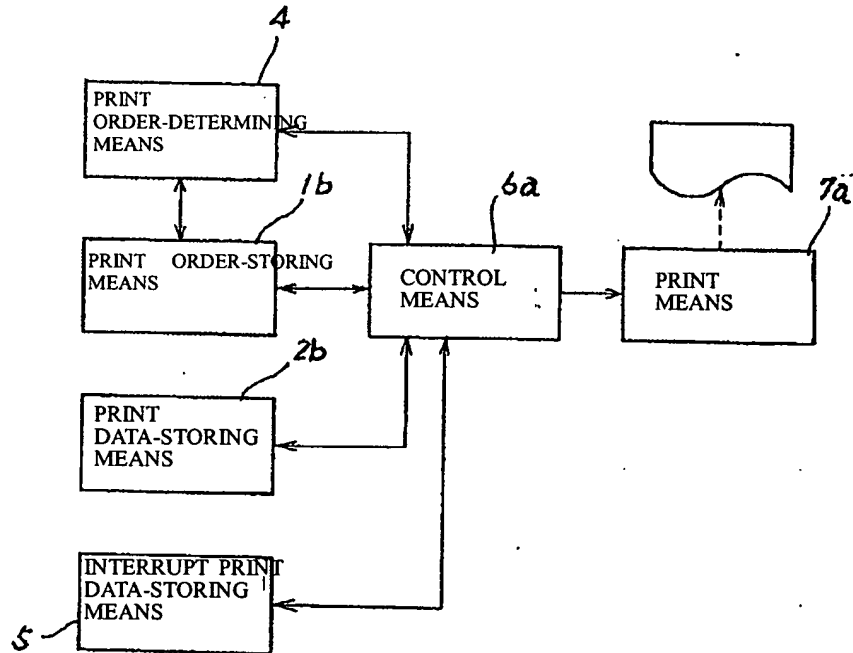 4
PRINT
ORDER-DETERMINING
MEANS
1b
PRINT ORDER-STORING
MEANS
6a
CONTROL
MEANS
7a
PRINT
MEANS
2b
PRINT
DATA-STORING
MEANS
INTERRUPT PRINT
DATA-STORING
MEANS
5